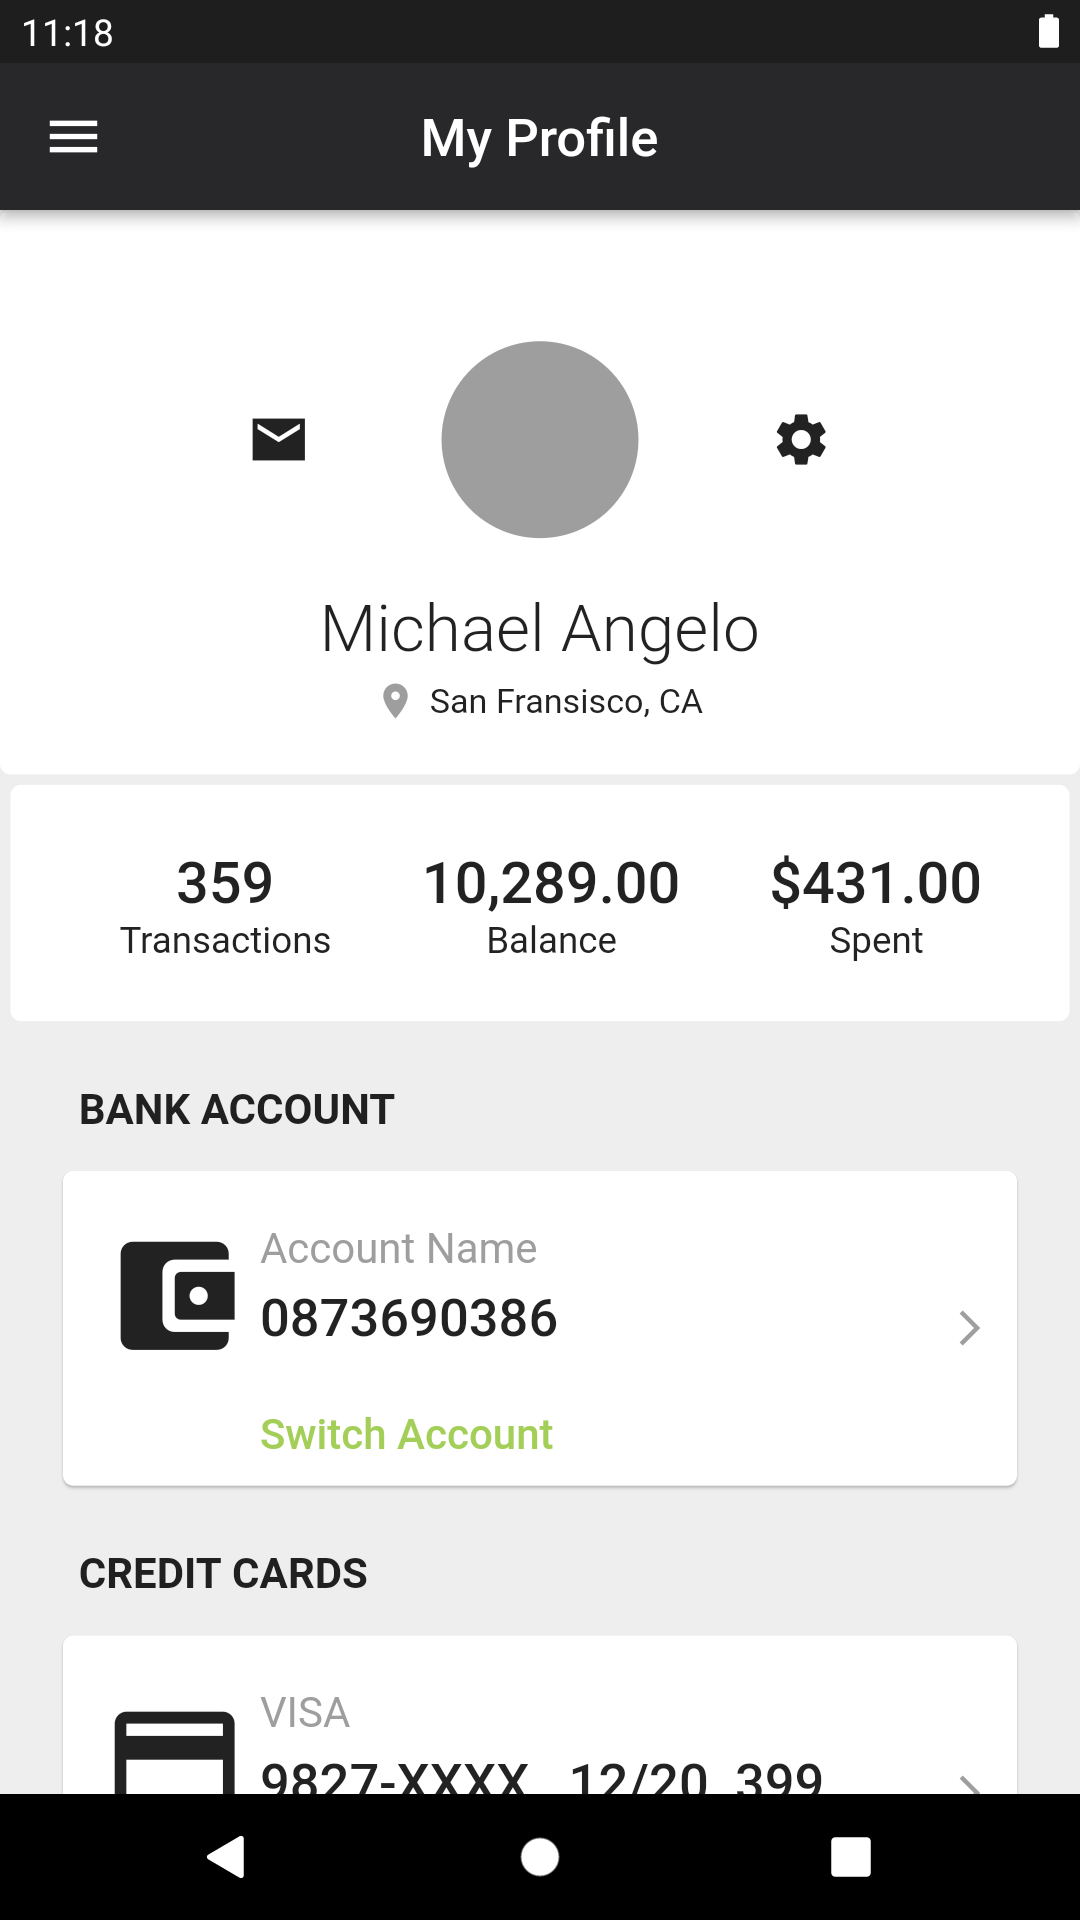 11:18
My Profile
Michael Angelo
San Fransisco, CA
359 10,289.00 $431.00
Transactions Balance Spent
BANK ACCOUNT
Account Name
0873690386
Switch Account
CREDIT CARDS
VISA
9827-XXXX 12/20 399